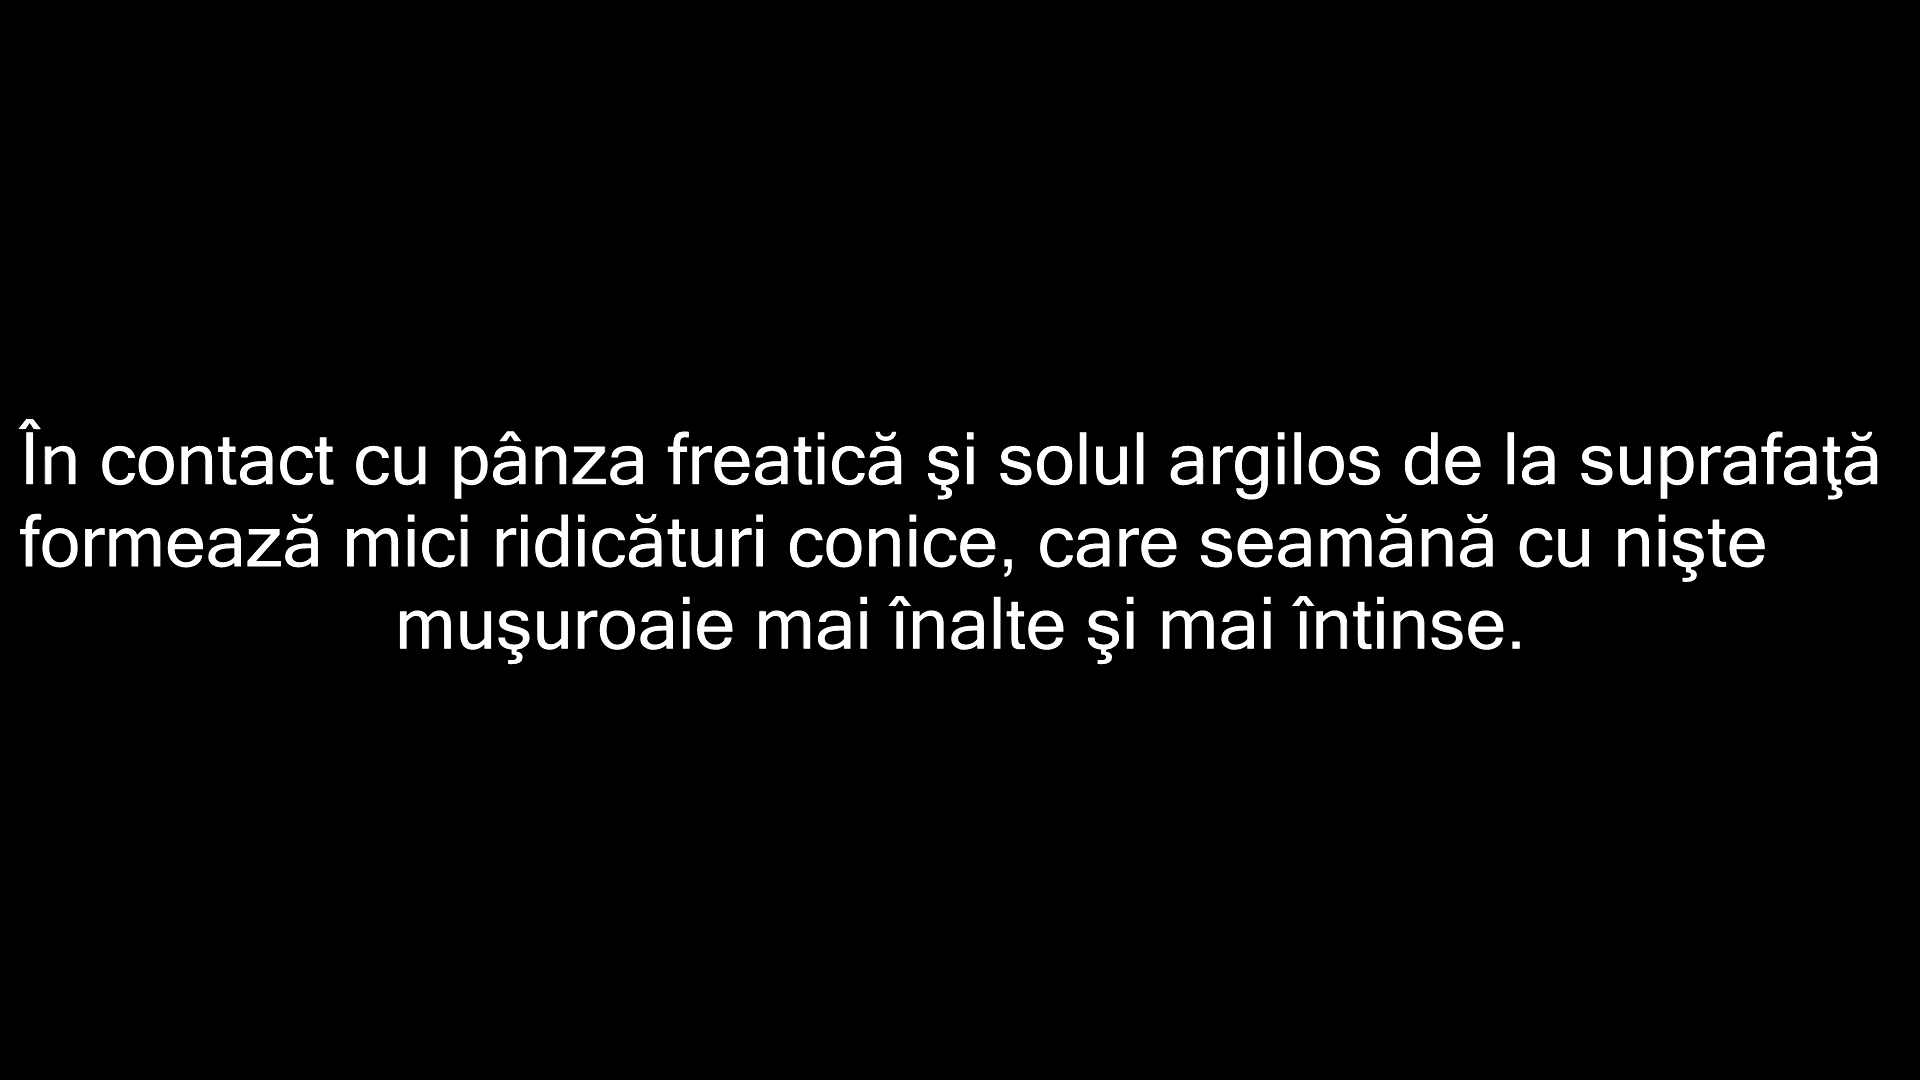 În contact cu pânza freatică şi solul argilos de la suprafaţă
formează mici ridicături conice, care seamănă cu nişte
muşuroaie mai înalte şi mai întinse.